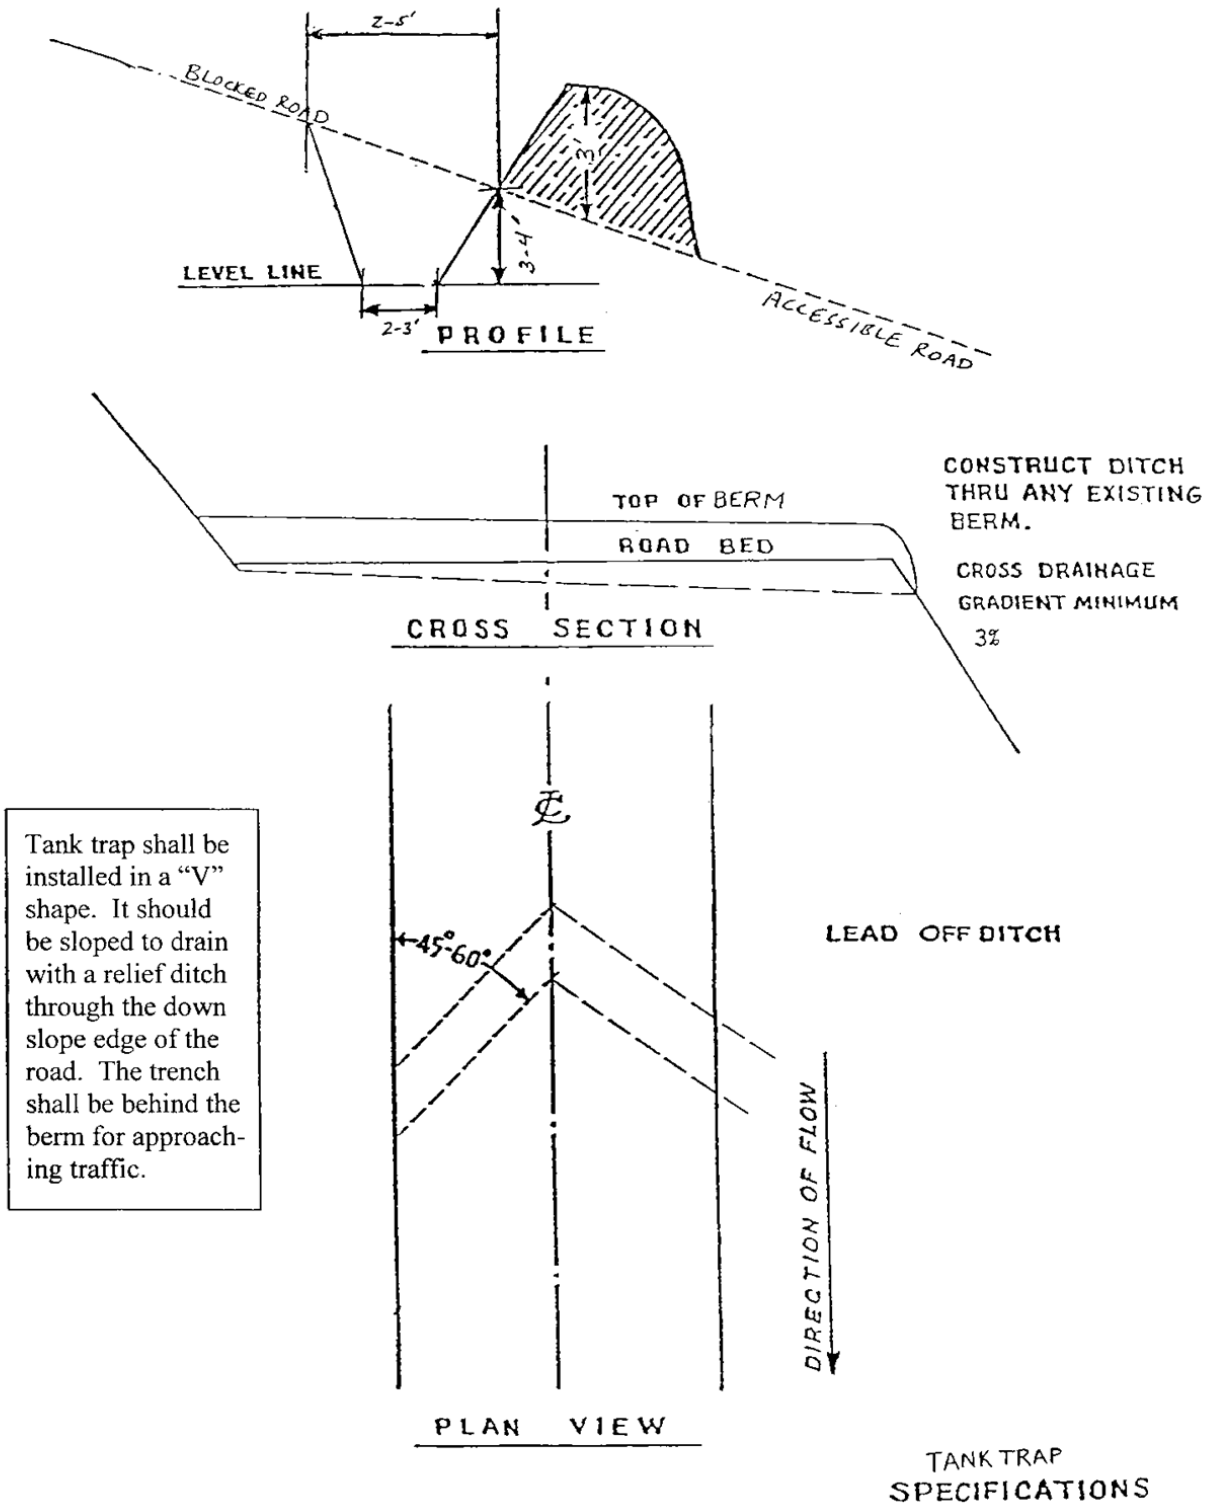 2-5'
BLOCKED ROAD
3'
3-4'
LEVEL LINE
2-3'
PROFILE
ACCESSIBLE ROAD
CONSTRUCT DITCH
THRU ANY EXISTING
BERM.
TOP OF BERM
ROAD BED
CROSS DRAINAGE
GRADIENT MINIMUM
3%
CROSS SECTION
CL
Tank trap shall be
installed in a “V”
shape. It should
be sloped to drain
with a relief ditch
through the down
slope edge of the
road. The trench
shall be behind the
berm for approach-
ing traffic.
45°-60°
LEAD OFF DITCH
DIRECTION OF FLOW
PLAN VIEW
TANK TRAP
SPECIFICATIONS